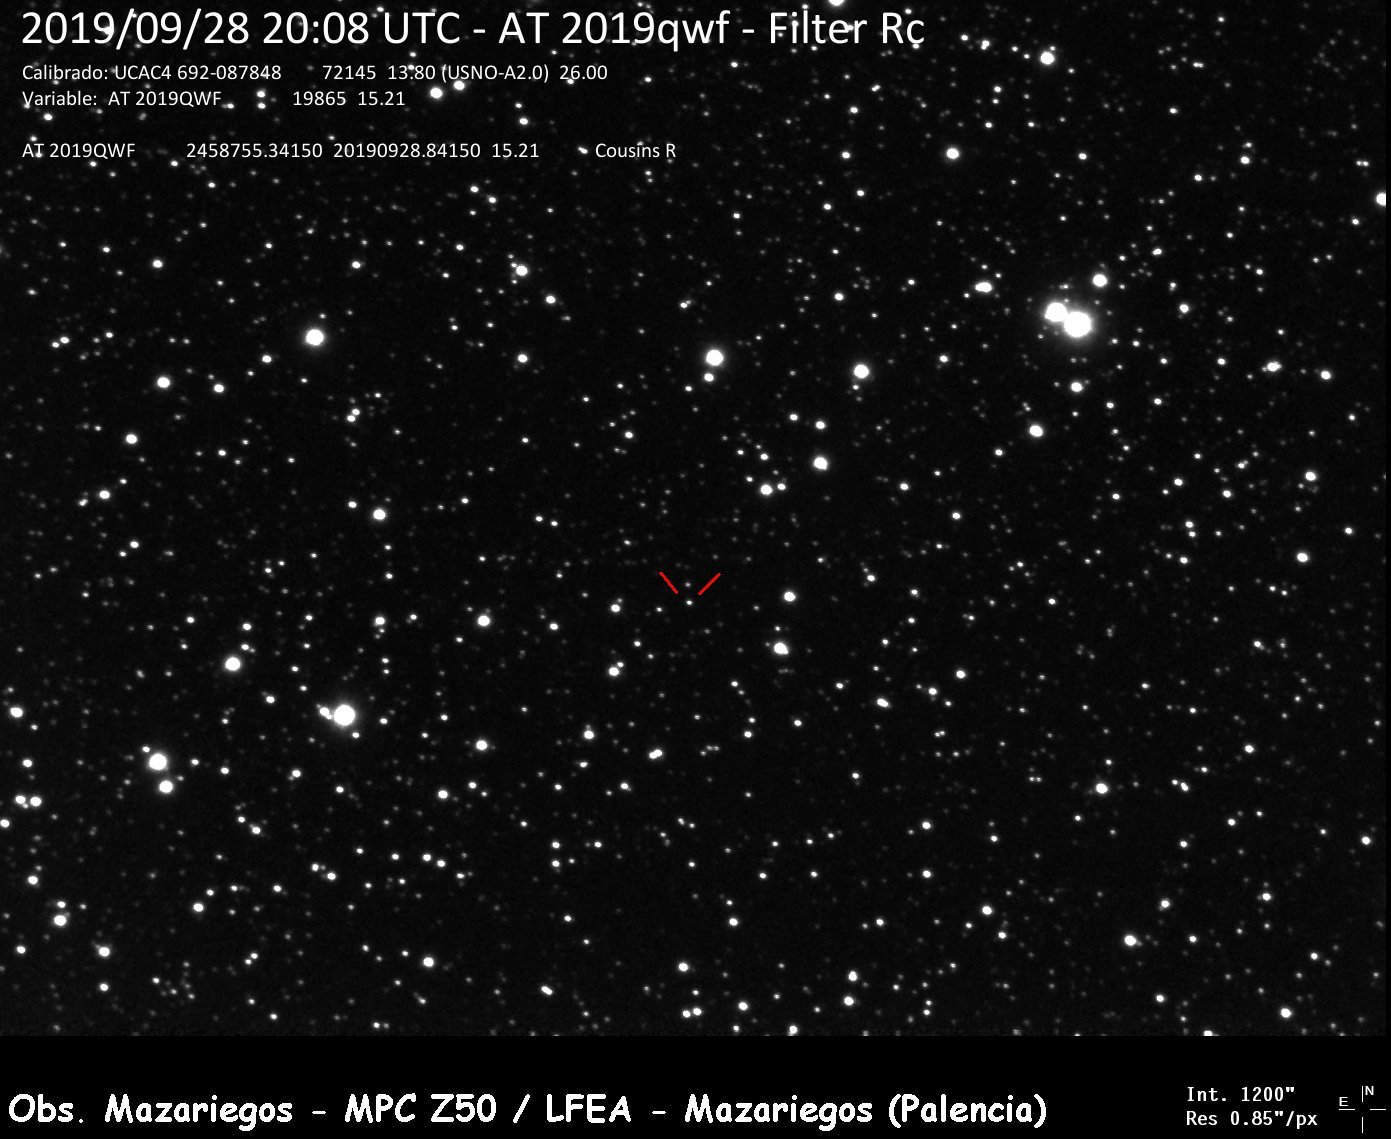 2019/09/28 20:08 UTC - AT 2019qwf - Filter Rc
Calibrado: UCAC4 692-087848 72145 13.80 (USNO-A2.0) 26.00
Variable: AT 2019QWF 19865 15.21
AT 2019QWF 2458755.34150 20190928.84150 15.21 Cousins R
Obs. Mazariegos - MPC Z50 / LFEA - Mazariegos (Palencia)
Int. 1200"
Res 0.85"/px
N
E